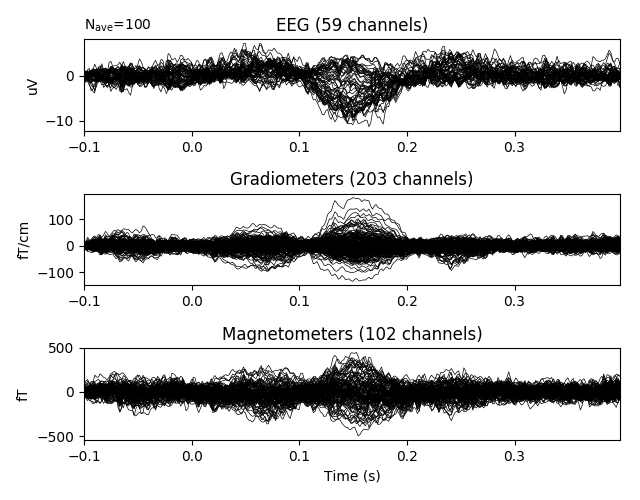 N_ave=100
EEG (59 channels)
uV
0
−10
−0.1 0.0 0.1 0.2 0.3
Gradiometers (203 channels)
fT/cm
100
0
−100
−0.1 0.0 0.1 0.2 0.3
Magnetometers (102 channels)
fT
500
0
−500
−0.1 0.0 0.1 0.2 0.3
Time (s)